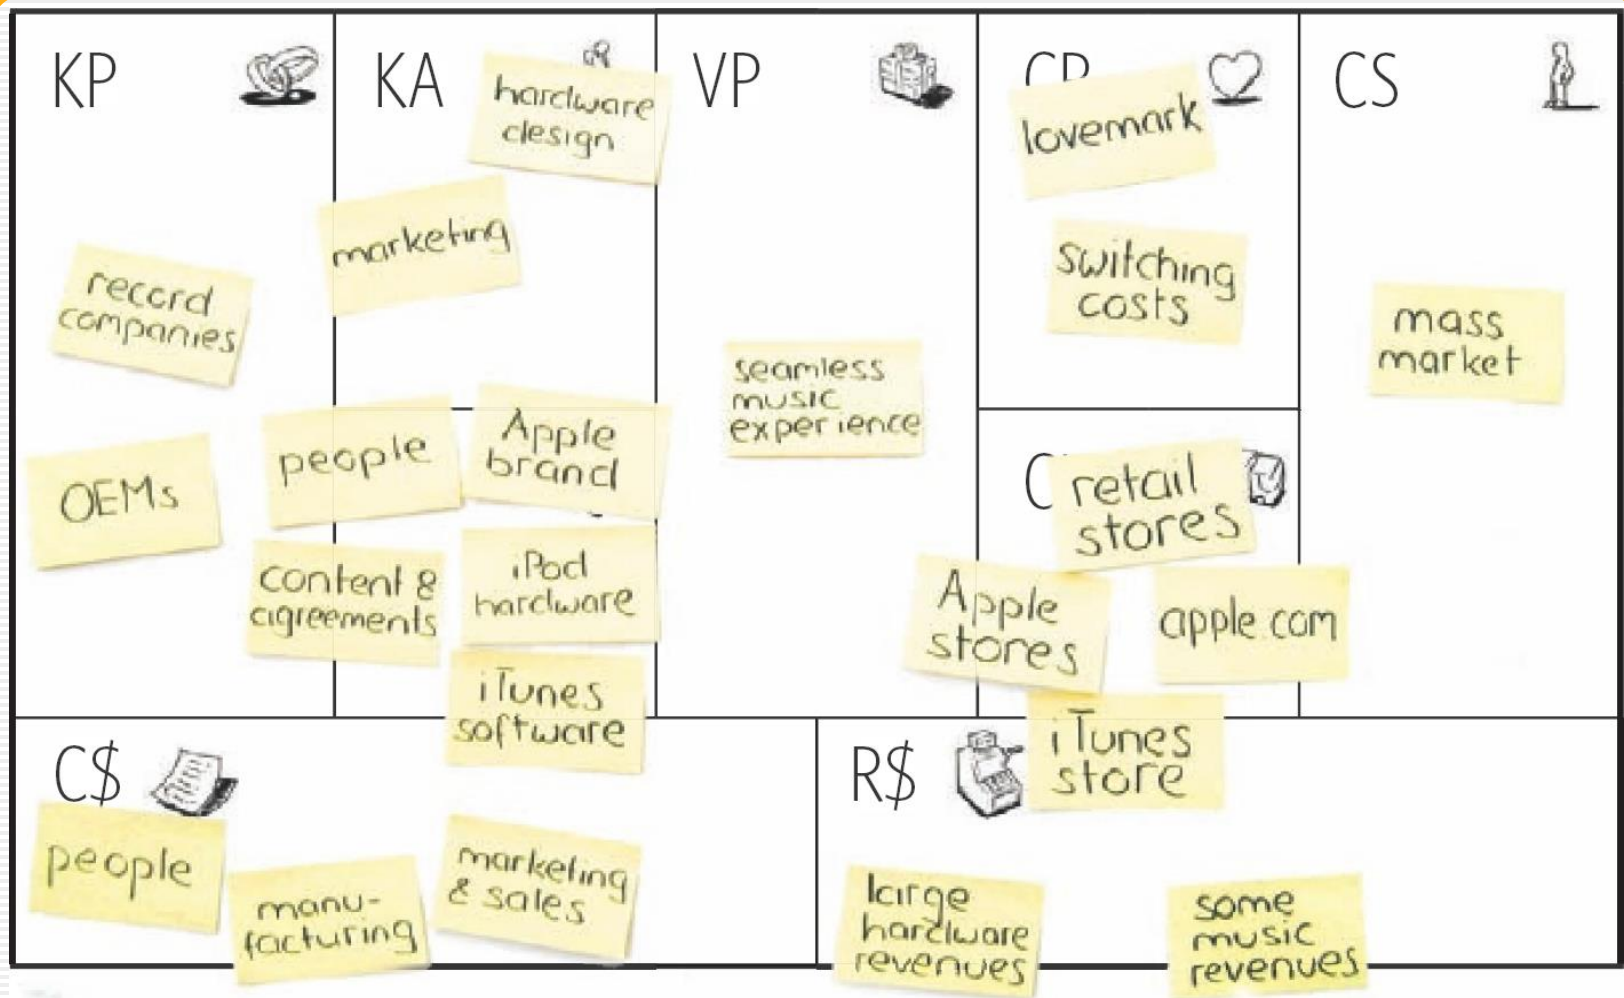 KP
record
companies
OEMs
KA
hardware
design
marketing
people
Apple
brand
content &
agreements
iPod
hardware
iTunes
software
VP
seamless
music
experience
lovemark
switching
costs
retail
stores
Apple
stores
apple.com
iTunes
store
CS
mass
market
C$
people
manu-
facturing
marketing
& sales
R$
large
hardware
revenues
some
music
revenues